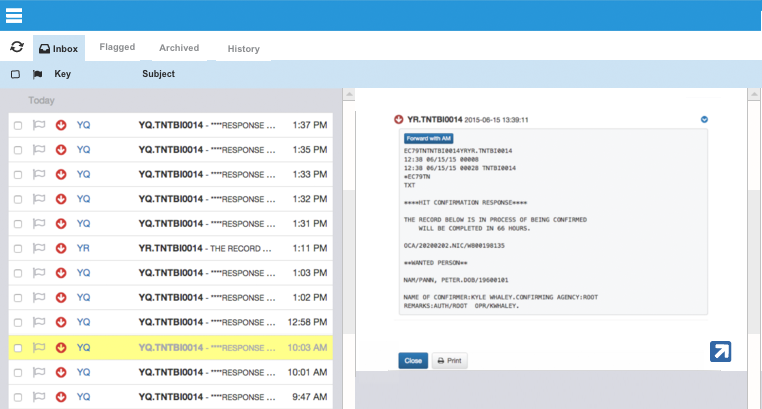 Inbox
Flagged
Archived
History
Key
Subject
Today
YQ YQ.TNTBI0014 - ****RESPONSE ... 1:37 PM
YQ YQ.TNTBI0014 - ****RESPONSE ... 1:35 PM
YQ YQ.TNTBI0014 - ****RESPONSE ... 1:33 PM
YQ YQ.TNTBI0014 - ****RESPONSE ... 1:32 PM
YQ YQ.TNTBI0014 - ****RESPONSE ... 1:31 PM
YR YR.TNTBI0014 - THE RECORD ... 1:11 PM
YQ YQ.TNTBI0014 - ****RESPONSE ... 1:03 PM
YQ YQ.TNTBI0014 - ****RESPONSE ... 1:02 PM
YQ YQ.TNTBI0014 - ****RESPONSE ... 12:58 PM
YQ YQ.TNTBI0014 - ****RESPONSE ... 10:03 AM
YQ YQ.TNTBI0014 - ****RESPONSE ... 10:01 AM
YQ YQ.TNTBI0014 - ****RESPONSE ... 9:47 AM
YR.TNTBI0014 2015-06-15 13:39:11
Forward with AM
EC79TNTNTBI0014YRYR.TNTBI0014
12:38 06/15/15 00008
12:38 06/15/15 00028 TNTBI0014
*EC79TN
TXT
****HIT CONFIRMATION RESPONSE****
THE RECORD BELOW IS IN PROCESS OF BEING CONFIRMED
WILL BE COMPLETED IN 66 HOURS.
OCA/20200202.NIC/W800198135
**WANTED PERSON**
NAM/PANN, PETER.DOB/19600101
NAME OF CONFIRMER:KYLE WHALEY.CONFIRMING AGENCY:ROOT
REMARKS:AUTH/ROOT OPR/KWHALEY.
Close
Print